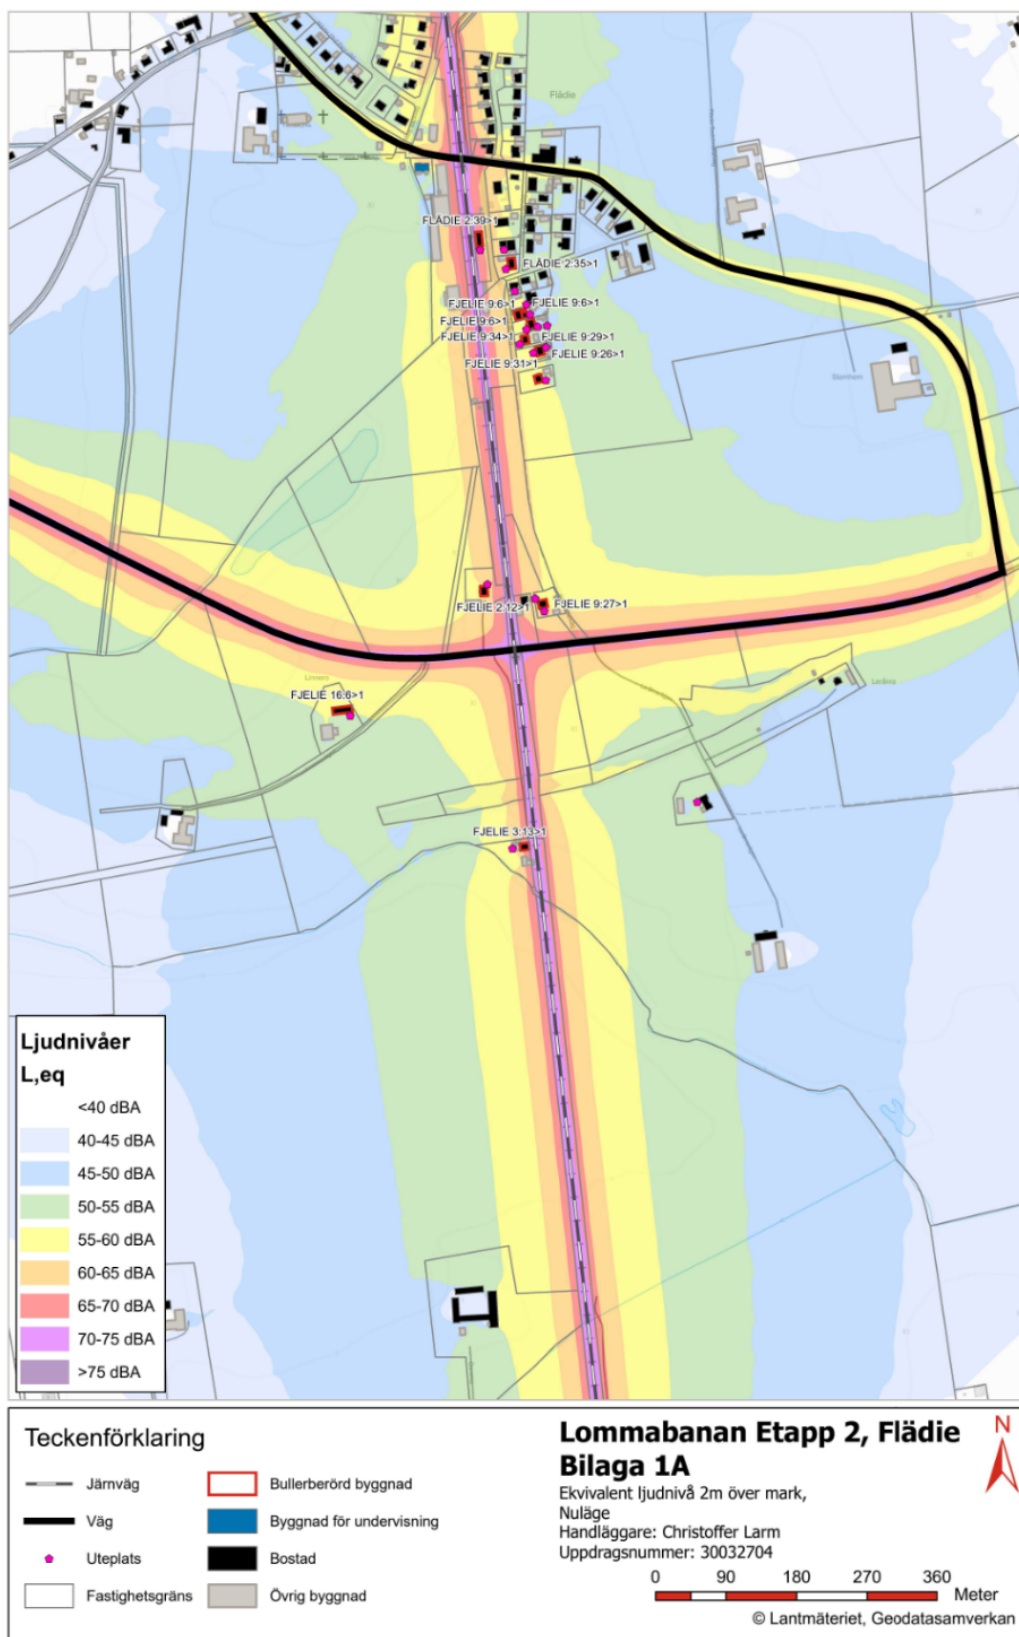 Flädie
FLÄDIE 2:39>1
FLÄDIE 2:35>1
FJELIE 9:6>1
FJELIE 9:6>1
FJELIE 9:6>1
FJELIE 9:34>1
FJELIE 9:29>1
FJELIE 9:26>1
FJELIE 9:31>1
FJELIE 2:12>1
FJELIE 9:27>1
Linnero
FJELIE 16:6>1
FJELIE 3:13>1
Ljudnivåer
L,eq
<40 dBA
40-45 dBA
45-50 dBA
50-55 dBA
55-60 dBA
60-65 dBA
65-70 dBA
70-75 dBA
>75 dBA
Teckenförklaring
Järnväg
Väg
Uteplats
Fastighetsgräns
Bullerberörd byggnad
Byggnad för undervisning
Bostad
Övrig byggnad
Lommabanan Etapp 2, Flädie
Bilaga 1A
Ekvivalent ljudnivå 2m över mark,
Nuläge
Handläggare: Christoffer Larm
Uppdragsnummer: 30032704
N
0 90 180 270 360
Meter
© Lantmäteriet, Geodatasamverkan